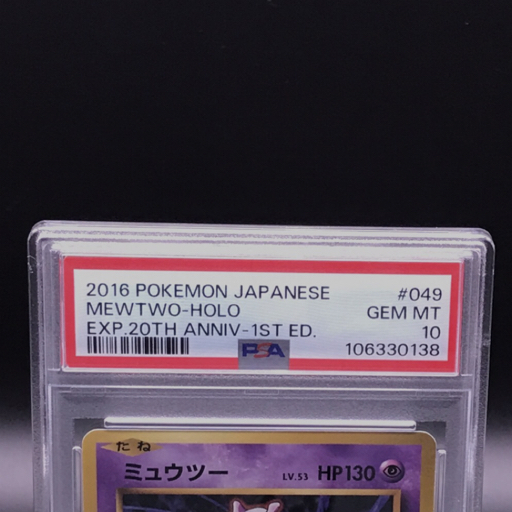 2016 POKEMON JAPANESE #049
MEWTWO-HOLO GEM MT
EXP.20TH ANNIV-1ST ED. 10
PSA 106330138
たね
ミュウツー LV.53 HP130